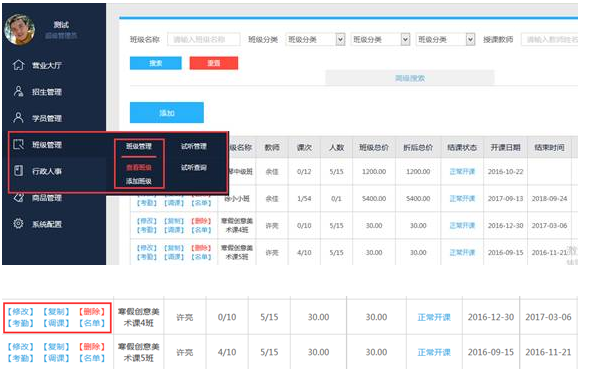 测试
超级管理员
营业大厅
招生管理
学员管理
班级管理
行政人事
商品管理
系统配置
班级管理 试听管理
查看班级 试听查询
添加班级
班级名称 请输入班级名称 班级分类 班级分类 班级分类 班级分类 授课教师 请输入教师姓名
搜索 重置
高级搜索
添加
级名称 教师 课次 人数 班级总价 折后总价 结课状态 开课日期 结束时间
琴中级班 余佳 0/12 5/15 1200.00 1200.00 正常开课 2016-10-22
【考勤】 【调课】 【名单】 徐小小班 余佳 1/54 0/1 5400.00 5400.00 正常开课 2017-09-13 2018-09-24
【修改】 【复制】 【删除】 寒假创意美
【考勤】 【调课】 【名单】 术课4班 许亮 0/10 5/15 30.00 30.00 正常开课 2016-12-30 2017-03-06
【修改】 【复制】 【删除】 寒假创意美
【考勤】 【调课】 【名单】 术课5班 许亮 4/10 5/15 30.00 30.00 正常开课 2016-09-15 2016-11-21
【修改】 【复制】 【删除】 寒假创意美
【考勤】 【调课】 【名单】 术课4班 许亮 0/10 5/15 30.00 30.00 正常开课 2016-12-30 2017-03-06
【修改】 【复制】 【删除】 寒假创意美
【考勤】 【调课】 【名单】 术课5班 许亮 4/10 5/15 30.00 30.00 正常开课 2016-09-15 2016-11-21